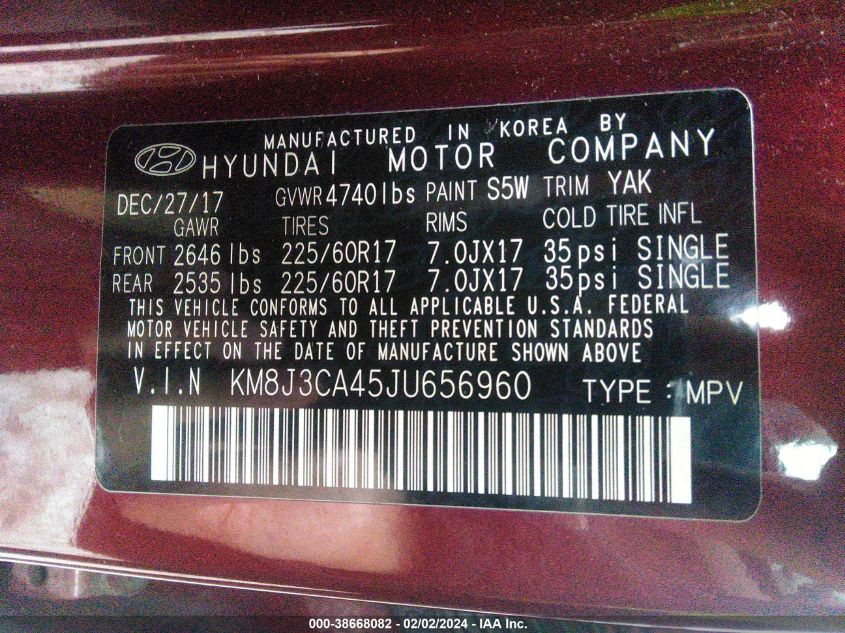 MANUFACTURED IN KOREA BY
HYUNDAI MOTOR COMPANY
DEC/27/17 GVWR 4740 lbs PAINT S5W TRIM YAK
GAWR TIRES RIMS COLD TIRE INFL
FRONT 2646 lbs 225/60R17 7.0JX17 35psi SINGLE
REAR 2535 lbs 225/60R17 7.0JX17 35psi SINGLE
THIS VEHICLE CONFORMS TO ALL APPLICABLE U.S.A. FEDERAL
MOTOR VEHICLE SAFETY AND THEFT PREVENTION STANDARDS
IN EFFECT ON THE DATE OF MANUFACTURE SHOWN ABOVE
V.I.N KM8J3CA45JU656960 TYPE : MPV
000-38668082 - 02/02/2024 - IAA Inc.